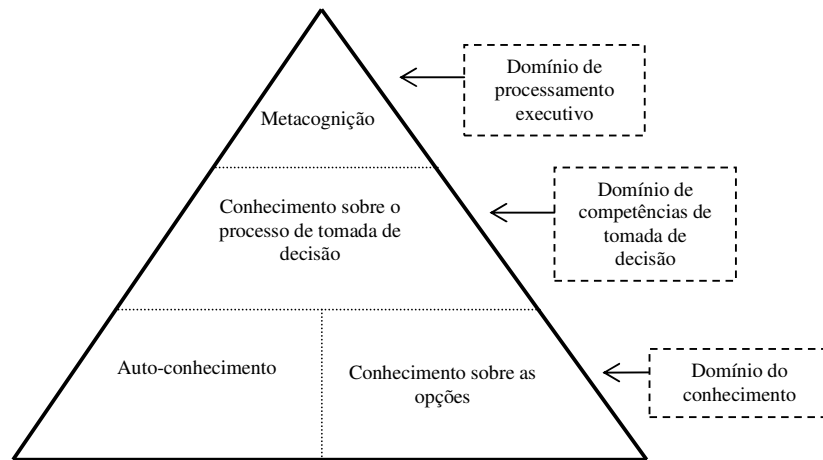 Metacognição
Domínio de
processamento
executivo
Conhecimento sobre o
processo de tomada de
decisão
Domínio de
competências de
tomada de
decisão
Auto-conhecimento
Conhecimento sobre as
opções
Domínio do
conhecimento